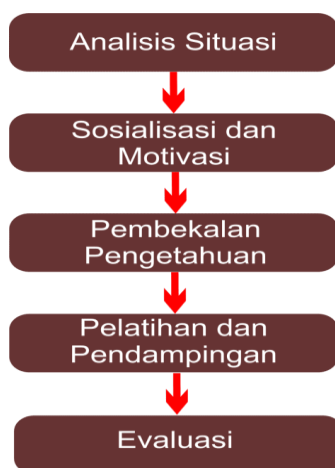 Analisis Situasi
Sosialisasi dan
Motivasi
Pembekalan
Pengetahuan
Pelatihan dan
Pendampingan
Evaluasi